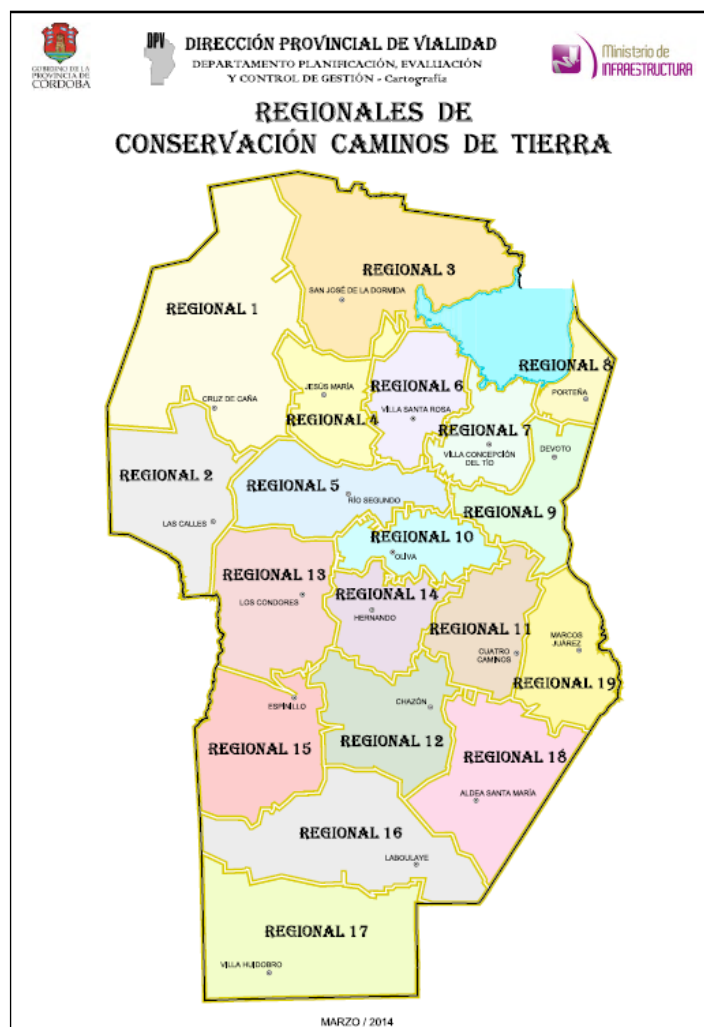 GOBIERNO DE LA
PROVINCIA DE
CÓRDOBA
DPV
DIRECCIÓN PROVINCIAL DE VIALIDAD
DEPARTAMENTO PLANIFICACIÓN, EVALUACIÓN
Y CONTROL DE GESTIÓN - Cartografía
Ministerio de
INFRAESTRUCTURA
REGIONALES DE
CONSERVACIÓN CAMINOS DE TIERRA
REGIONAL 3
SAN JOSÉ DE LA DORMIDA
REGIONAL 1
REGIONAL 8
PORTEÑA
JESÚS MARÍA
REGIONAL 6
CRUZ DE CAÑA
VILLA SANTA ROSA
REGIONAL 4
REGIONAL 7
VILLA CONCEPCIÓN
DEL TÍO
DEVOTO
REGIONAL 2
REGIONAL 5
RÍO SEGUNDO
REGIONAL 9
LAS CALLES
REGIONAL 10
OLIVA
REGIONAL 13
LOS CONDORES
REGIONAL 14
HERNANDO
REGIONAL 11
MARCOS
JUÁREZ
CUATRO
CAMINOS
REGIONAL 19
ESPINILLO
CHAZÓN
REGIONAL 15
REGIONAL 12
REGIONAL 18
ALDEA SANTA MARÍA
REGIONAL 16
LABOULAYE
REGIONAL 17
VILLA HUIDOBRO
MARZO / 2014